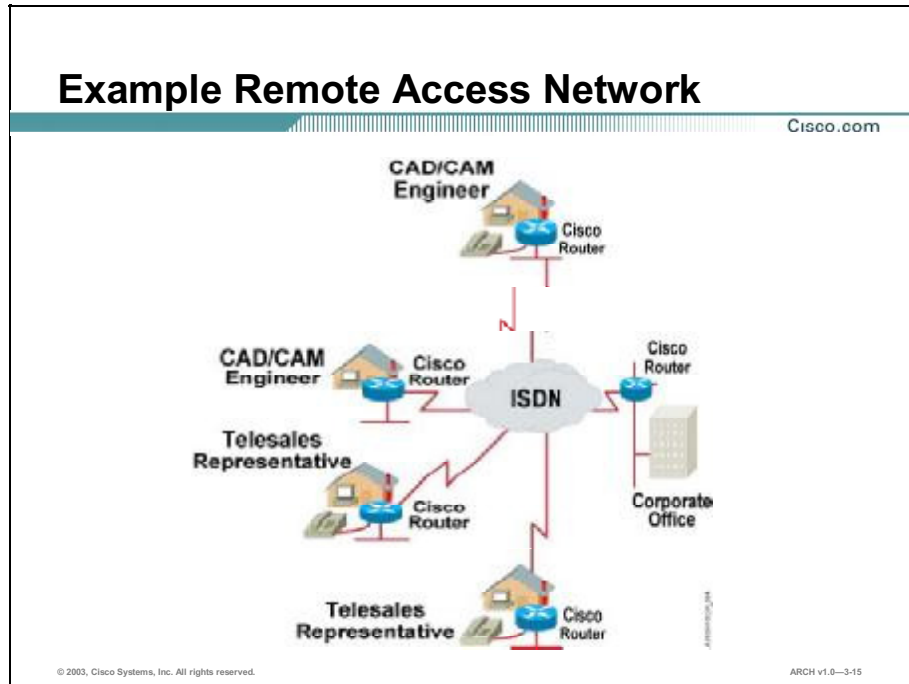 Example Remote Access Network
Cisco.com
CAD/CAM
Engineer
Cisco
Router
CAD/CAM
Engineer
Cisco
Router
ISDN
Cisco
Router
Telesales
Representative
Cisco
Router
Corporate
Office
Telesales
Representative
Cisco
Router
© 2003, Cisco Systems, Inc. All rights reserved.
ARCH v1.0—3-15